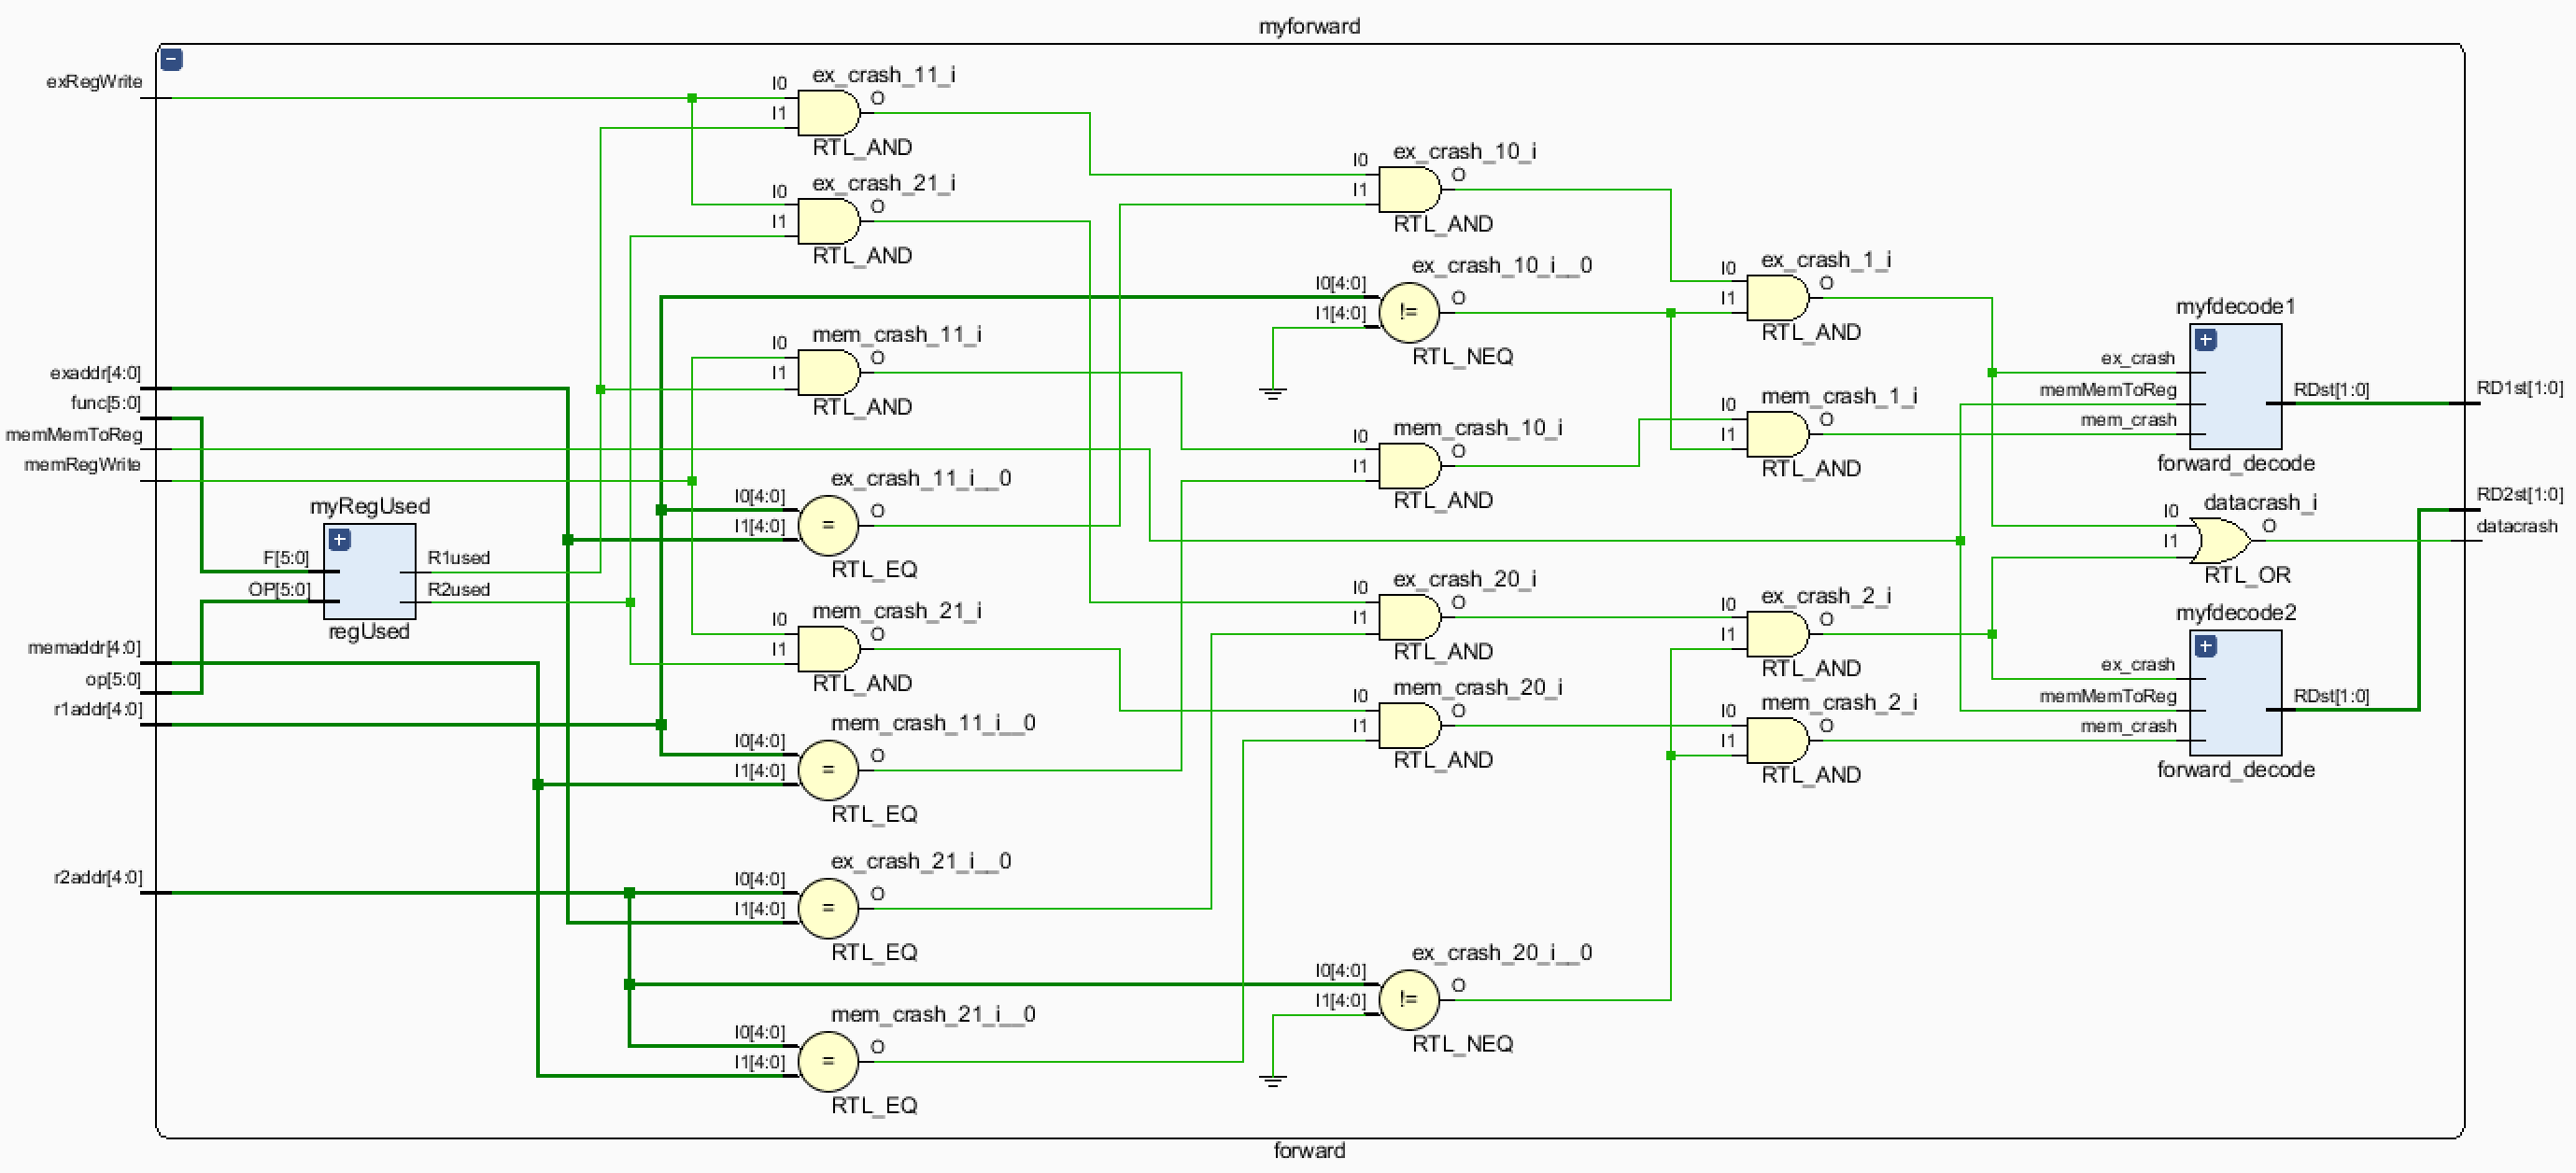 myforward
exRegWrite
exaddr[4:0]
func[5:0]
memMemToReg
memRegWrite
memaddr[4:0]
op[5:0]
r1addr[4:0]
r2addr[4:0]
myRegUsed
F[5:0]
OP[5:0]
R1used
R2used
regUsed
ex_crash_11_i
I0
I1
O
RTL_AND
ex_crash_21_i
I0
I1
O
RTL_AND
mem_crash_11_i
I0
I1
O
RTL_AND
ex_crash_11_i__0
I0[4:0]
I1[4:0]
=
O
RTL_EQ
mem_crash_21_i
I0
I1
O
RTL_AND
mem_crash_11_i__0
I0[4:0]
I1[4:0]
=
O
RTL_EQ
ex_crash_21_i__0
I0[4:0]
I1[4:0]
=
O
RTL_EQ
mem_crash_21_i__0
I0[4:0]
I1[4:0]
=
O
RTL_EQ
ex_crash_10_i
I0
I1
O
RTL_AND
ex_crash_10_i__0
I0[4:0]
I1[4:0]
!=
O
RTL_NEQ
mem_crash_10_i
I0
I1
O
RTL_AND
ex_crash_20_i
I0
I1
O
RTL_AND
mem_crash_20_i
I0
I1
O
RTL_AND
ex_crash_20_i__0
I0[4:0]
I1[4:0]
!=
O
RTL_NEQ
ex_crash_1_i
I0
I1
O
RTL_AND
mem_crash_1_i
I0
I1
O
RTL_AND
ex_crash_2_i
I0
I1
O
RTL_AND
mem_crash_2_i
I0
I1
O
RTL_AND
myfdecode1
ex_crash
memMemToReg
mem_crash
RDst[1:0]
forward_decode
datacrash_i
I0
I1
O
RTL_OR
myfdecode2
ex_crash
memMemToReg
mem_crash
RDst[1:0]
forward_decode
RD1st[1:0]
RD2st[1:0]
datacrash
forward